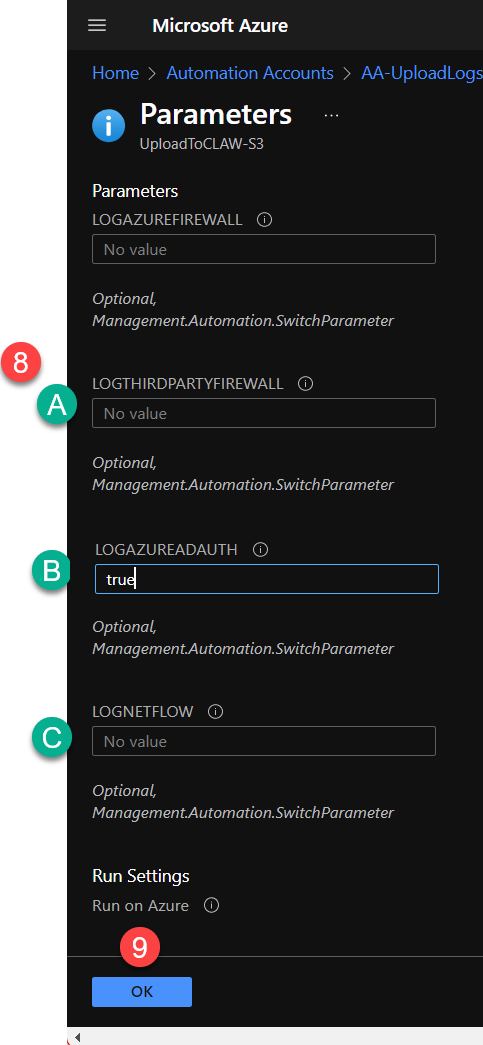 Microsoft Azure
Home > Automation Accounts > AA-UploadLogs
Parameters ...
UploadToCLAW-S3
Parameters
LOGAZUREFIREWALL
No value
Optional,
Management.Automation.SwitchParameter
8
LOGTHIRDPARTYFIREWALL
A
No value
Optional,
Management.Automation.SwitchParameter
LOGAZUREADAUTH
B
true
Optional,
Management.Automation.SwitchParameter
LOGNETFLOW
C
No value
Optional,
Management.Automation.SwitchParameter
Run Settings
Run on Azure
9
OK